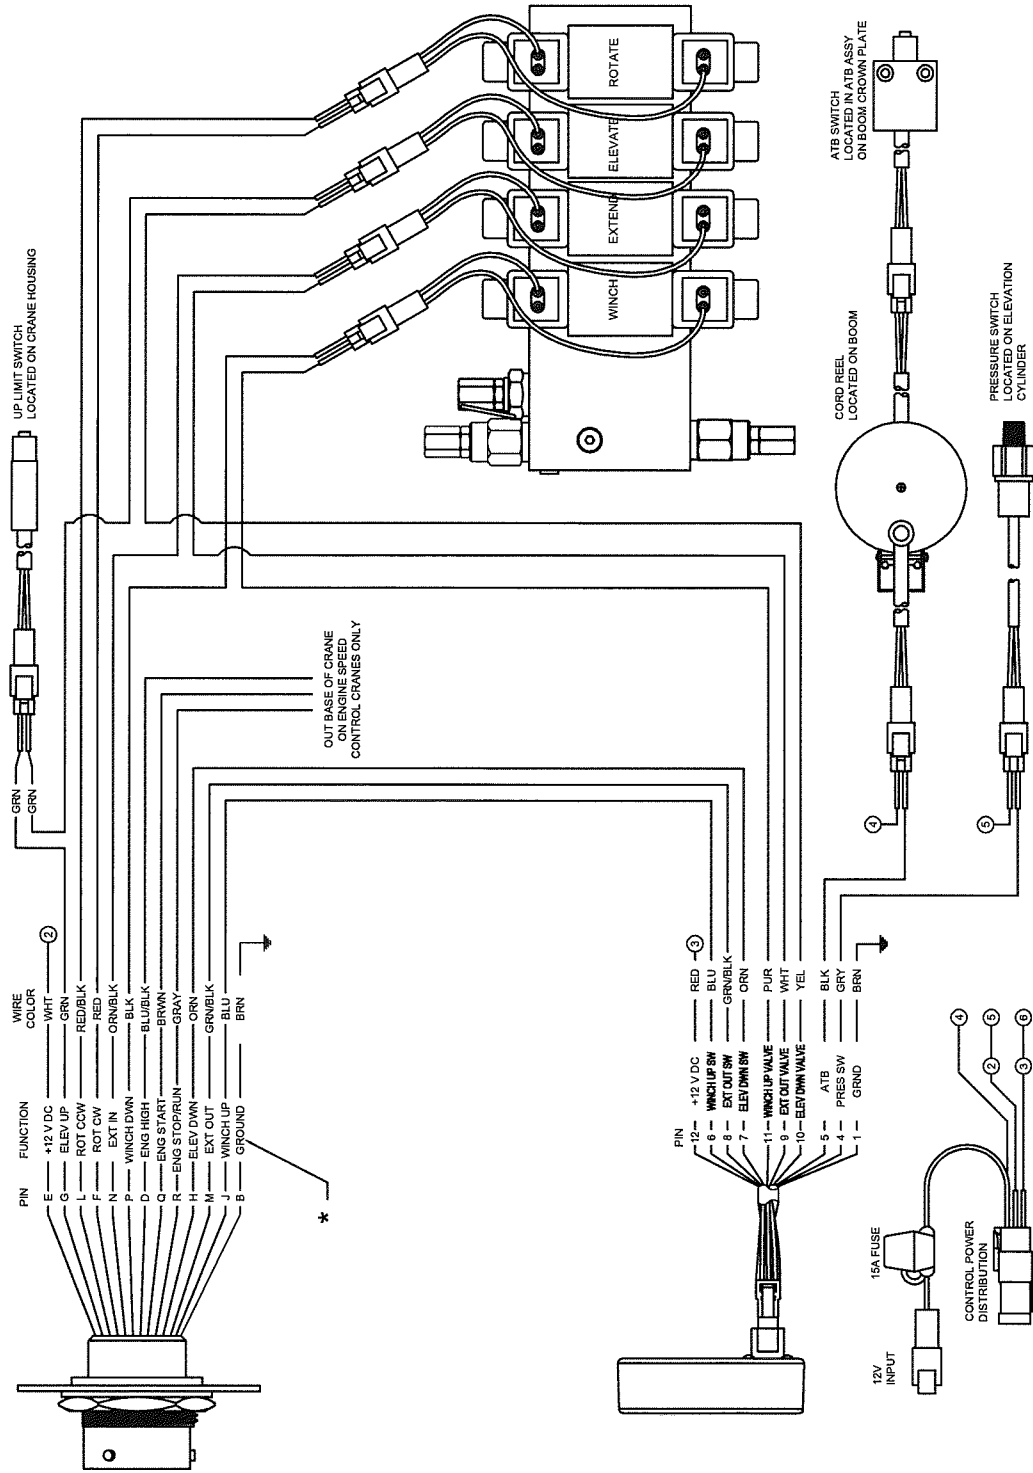 UP LIMIT SWITCH
LOCATED ON CRANE HOUSING
GRN
GRN
PIN FUNCTION WIRE COLOR
E +12 V DC WHT 2
G ELEV UP GRN
L ROT CCW RED/BLK
F ROT CW RED
N EXT IN ORN/BLK
P WINCH DWN BLK
D ENG HIGH BLU/BLK
Q ENG START BRWN
R ENG STOP/RUN GRAY
H ELEV DWN ORN
M EXT OUT GRN/BLK
J WINCH UP BLU
B GROUND BRN
*
OUT BASE OF CRANE
ON ENGINE SPEED
CONTROL CRANES ONLY
ROTATE
ELEVATE
EXTEND
WINCH
PIN
12 +12 V DC RED 3
6 WINCH UP SW BLU
8 EXT OUT SW GRN/BLK
7 ELEV DWN SW ORN
11 WINCH UP VALVE PUR
9 EXT OUT VALVE WHT
10 ELEV DWN VALVE YEL
5 ATB BLK
4 PRES SW GRY
1 GRND BRN
ATB SWITCH
LOCATED IN ATB ASSY
ON BOOM CROWN PLATE
CORD REEL
LOCATED ON BOOM
4
PRESSURE SWITCH
LOCATED ON ELEVATION
CYLINDER
5
12V
INPUT
15A FUSE
CONTROL POWER
DISTRIBUTION
4
2 5
3 6